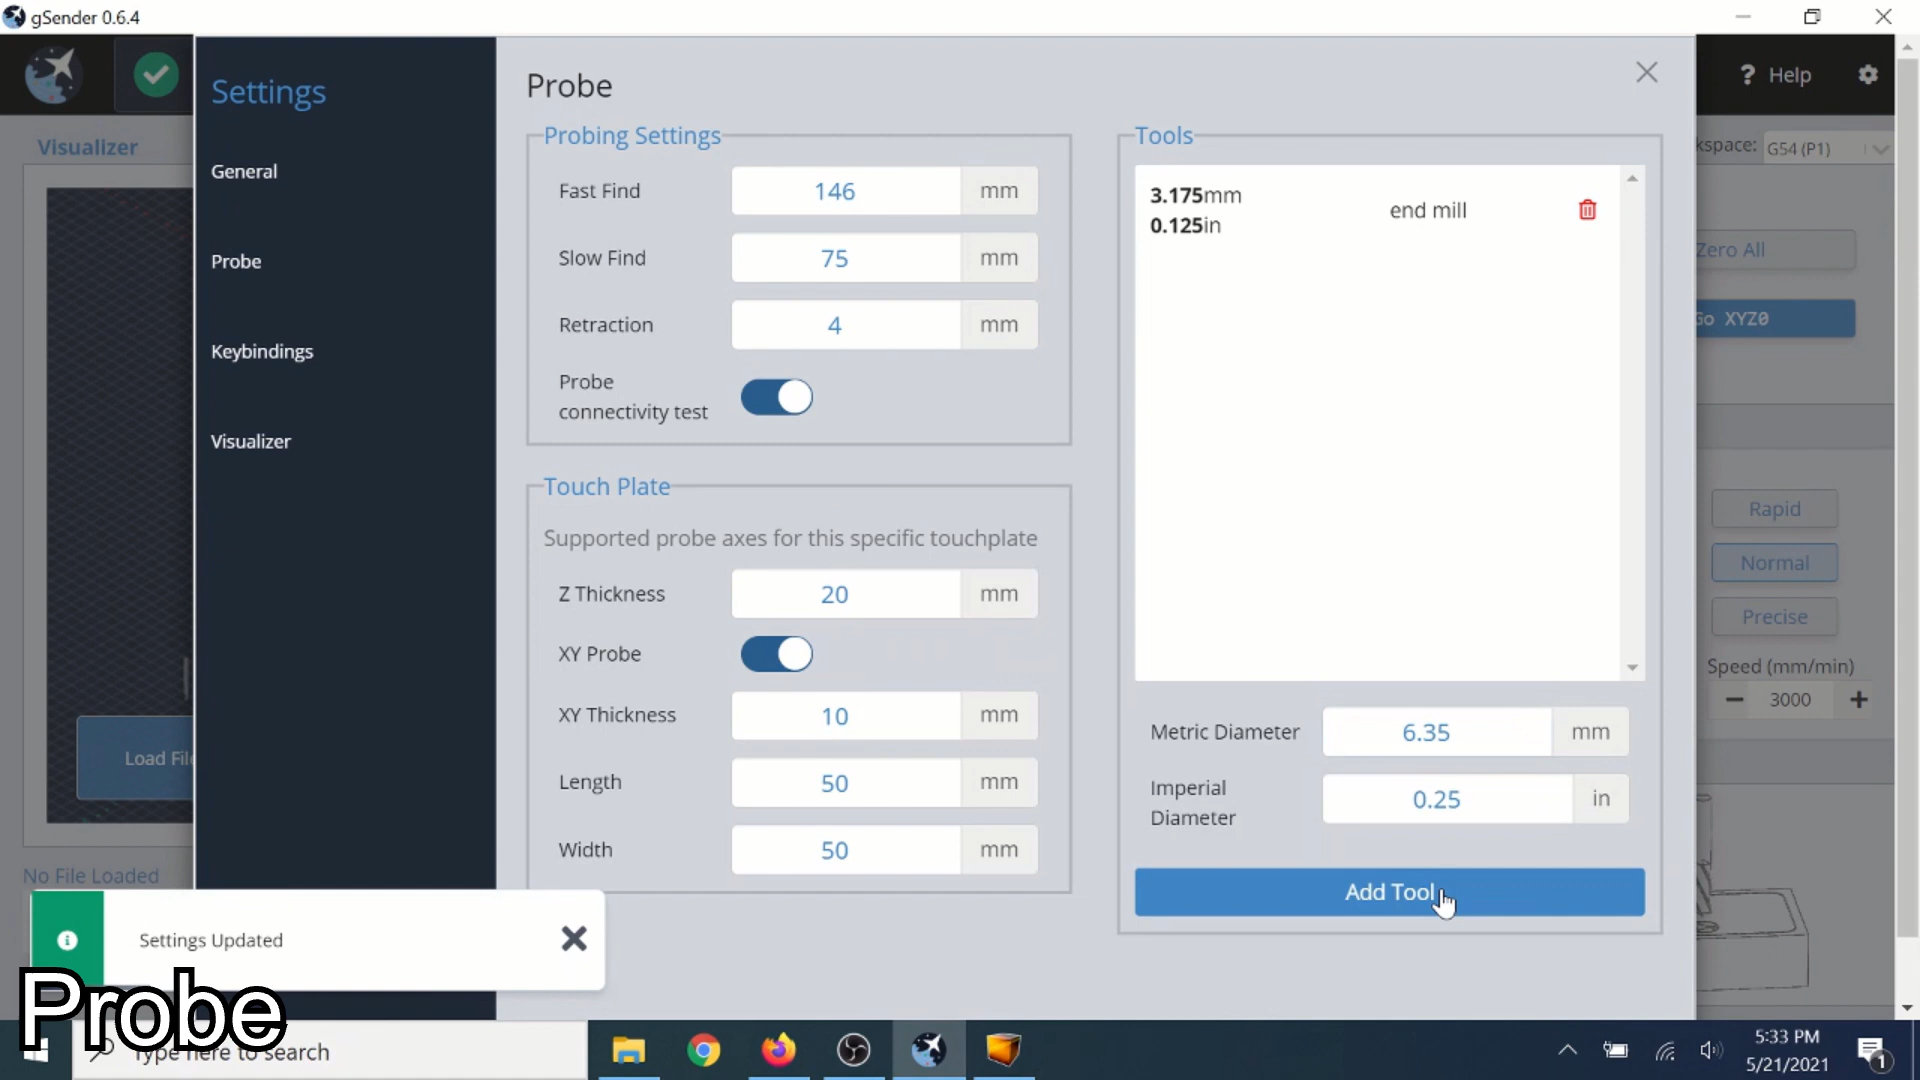 gSender 0.6.4
Settings
General
Probe
Keybindings
Visualizer
Probe
Probing Settings
Fast Find 146 mm
Slow Find 75 mm
Retraction 4 mm
Probe
connectivity test
Touch Plate
Supported probe axes for this specific touchplate
Z Thickness 20 mm
XY Probe
XY Thickness 10 mm
Length 50 mm
Width 50 mm
Tools
3.175mm
0.125in
end mill
Metric Diameter 6.35 mm
Imperial
Diameter
0.25 in
Add Tool
Visualizer
Load File
No File Loaded
Help
kspace: G54 (P1)
Zero All
Go XYZ0
Rapid
Normal
Precise
Speed (mm/min)
3000
Settings Updated
Probe
Type here to search
5:33 PM
5/21/2021
1